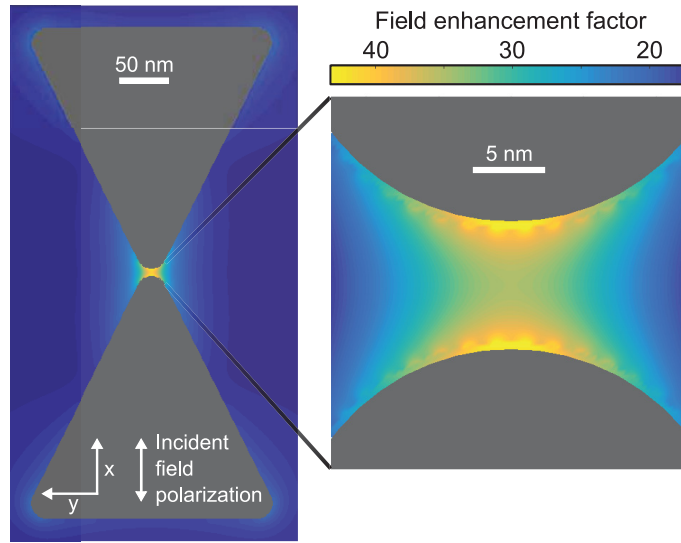 Field enhancement factor
40 30 20
50 nm
5 nm
Incident
field
polarization
x
y